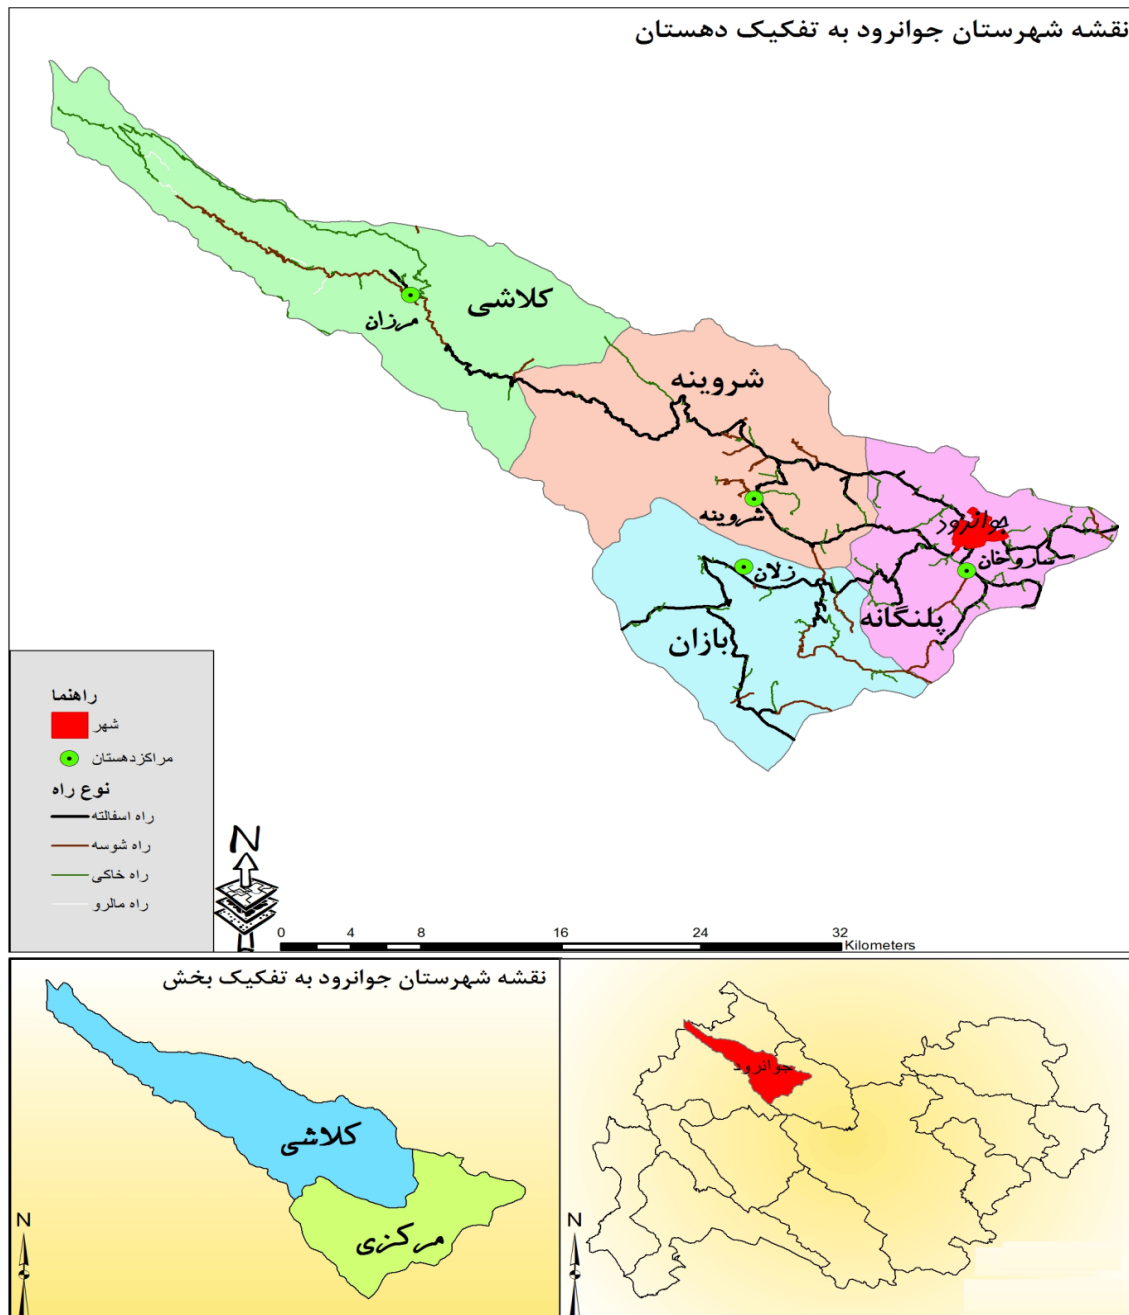 نقشه شهرستان جوانرود به تفکیک دهستان
کلاشی
مرزان
شروینه
شروینه
جوانرود
ساروخان
زلان
پلنگانه
بازان
راهنما
شهر
مراکزدهستان
نوع راه
راه اسفالته
راه شوسه
راه خاکی
راه مالرو
N
0 4 8 16 24 32
Kilometers
نقشه شهرستان جوانرود به تفکیک بخش
کلاشی
مرکزی
N
جوانرود
N